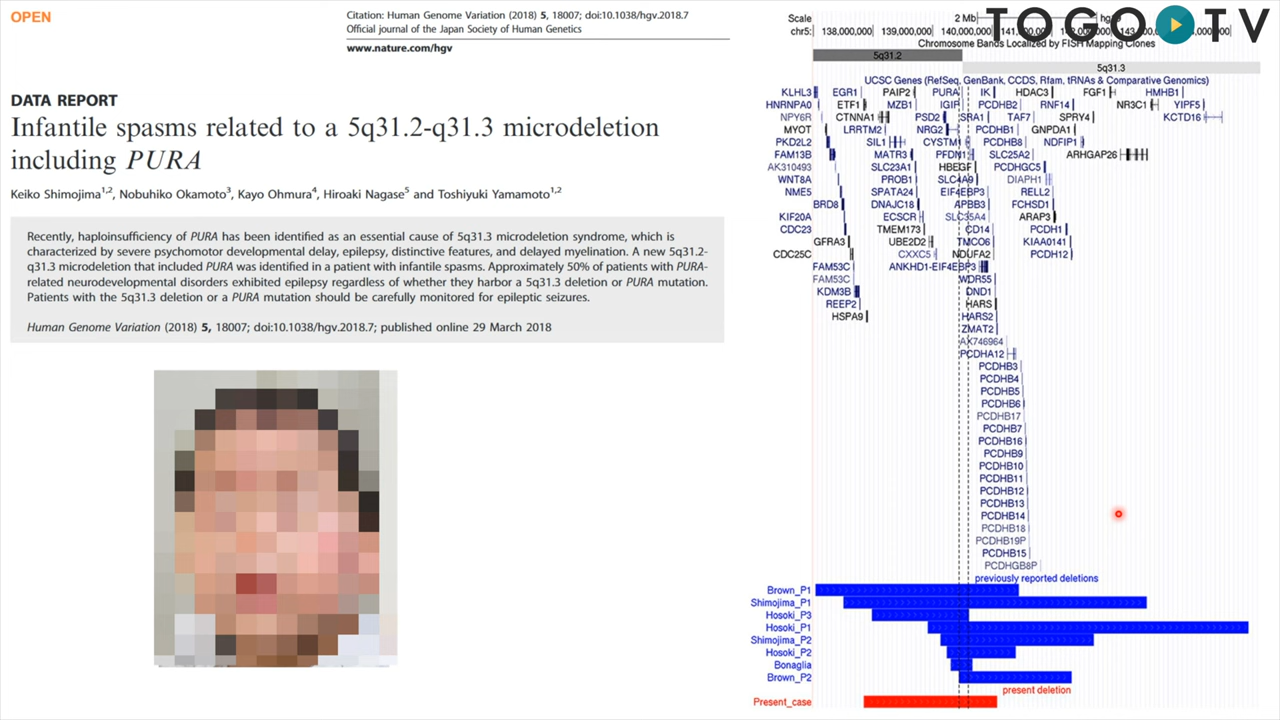 OPEN
Citation: Human Genome Variation (2018) 5, 18007; doi:10.1038/hgv.2018.7
Official journal of the Japan Society of Human Genetics
www.nature.com/hgv
DATA REPORT
Infantile spasms related to a 5q31.2-q31.3 microdeletion
including PURA
Keiko Shimojima1,2, Nobuhiko Okamoto3, Kayo Ohmura4, Hiroaki Nagase5 and Toshiyuki Yamamoto1,2
Recently, haploinsufficiency of PURA has been identified as an essential cause of 5q31.3 microdeletion syndrome, which is
characterized by severe psychomotor developmental delay, epilepsy, distinctive features, and delayed myelination. A new 5q31.2-
q31.3 microdeletion that included PURA was identified in a patient with infantile spasms. Approximately 50% of patients with PURA-
related neurodevelopmental disorders exhibited epilepsy regardless of whether they harbor a 5q31.3 deletion or PURA mutation.
Patients with the 5q31.3 deletion or a PURA mutation should be carefully monitored for epileptic seizures.
Human Genome Variation (2018) 5, 18007; doi:10.1038/hgv.2018.7; published online 29 March 2018
TOGO TV
Scale 2 Mb
chr5: 138,000,000 139,000,000 140,000,000
Chromosome Bands Localized by FISH Mapping Clones
5q31.2
5q31.3
UCSC Genes (RefSeq, GenBank, CCDS, Rfam, tRNAs & Comparative Genomics)
KLHL3 EGR1 PAIP2 PURA IK HDAC3 FGF1 HMHB1
HNRNPA0 ETF1 MZB1 IGIP PCDHB2 RNF14 NR3C1 YIPF5
NPY6R CTNNA1 PSD2 SRA1 TAF7 SPRY4 KCTD16
MYOT LRRTM2 NRG2 PCDHB1 GNPDA1
PKD2L2 SIL1 CYSTM1 PCDHB8 NDFIP1
FAM13B MATR3 PFDN1 SLC25A2 ARHGAP26
AK310493 SLC23A1 HBEGF PCDHGC5
WNT8A PROB1 SLC4A9 DIAPH1
NME5 SPATA24 EIF4EBP3 RELL2
BRD8 DNAJC18 APBB3 FCHSD1
KIF20A ECSCR SLC35A4 ARAP3
CDC23 TMEM173 CD14 PCDH1
GFRA3 UBE2D2 TMCO6 KIAA0141
CDC25C CXXC5 NDUFA2 PCDH12
FAM53C ANKHD1-EIF4EBP3
FAM53C WDR55
KDM3B DND1
REEP2 HARS
HSPA9 HARS2
ZMAT2
AX746964
PCDHA12
PCDHB3
PCDHB4
PCDHB5
PCDHB6
PCDHB17
PCDHB7
PCDHB16
PCDHB9
PCDHB10
PCDHB11
PCDHB12
PCDHB13
PCDHB14
PCDHB18
PCDHB19P
PCDHB15
PCDHGB8P
previously reported deletions
Brown_P1
Shimojima_P1
Hosoki_P3
Hosoki_P1
Shimojima_P2
Hosoki_P2
Bonaglia
Brown_P2
present deletion
Present_case